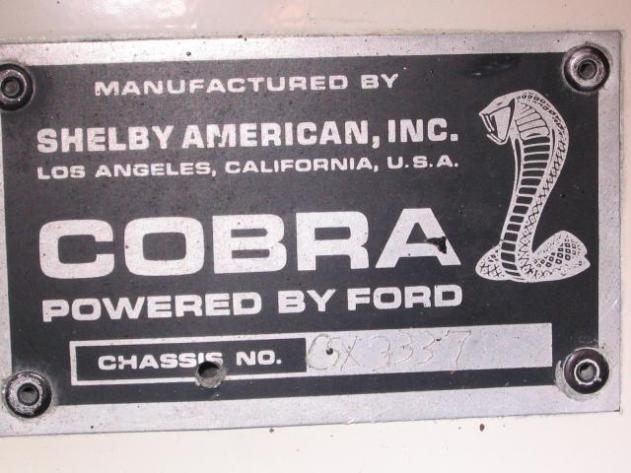 MANUFACTURED BY
SHELBY AMERICAN, INC.
LOS ANGELES, CALIFORNIA, U.S.A.
COBRA
POWERED BY FORD
CHASSIS NO. CSX 3337